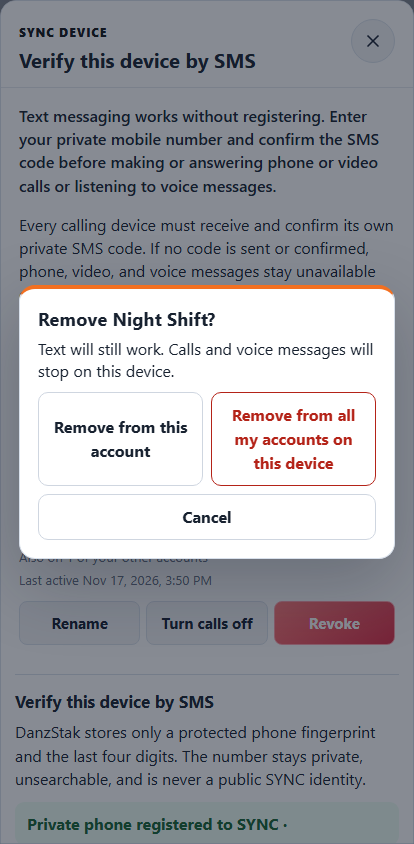 SYNC DEVICE
Verify this device by SMS
Text messaging works without registering. Enter
your private mobile number and confirm the SMS
code before making or answering phone or video
calls or listening to voice messages.
Every calling device must receive and confirm its own
private SMS code. If no code is sent or confirmed,
phone, video, and voice messages stay unavailable
Remove Night Shift?
Text will still work. Calls and voice messages will
stop on this device.
Remove from this
account
Remove from all
my accounts on
this device
Cancel
your other accounts
Last active Nov 17, 2026, 3:50 PM
Rename
Turn calls off
Revoke
Verify this device by SMS
DanzStak stores only a protected phone fingerprint
and the last four digits. The number stays private,
unsearchable, and is never a public SYNC identity.
Private phone registered to SYNC ·